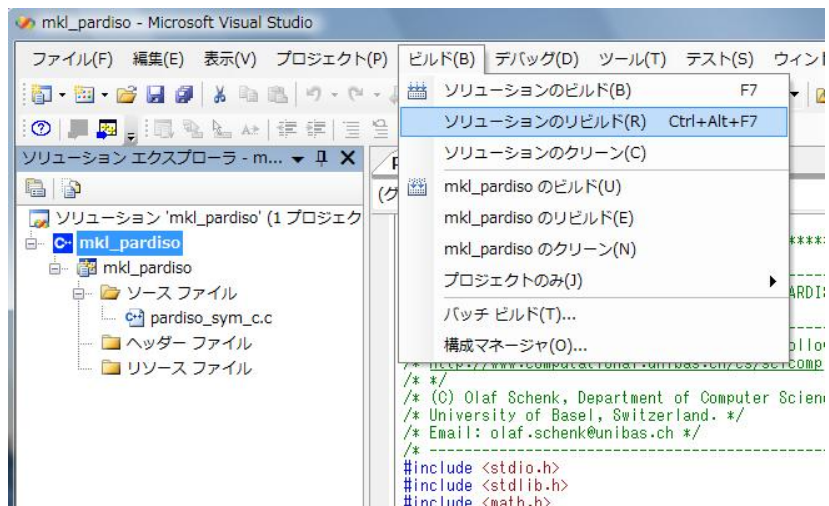 mkl_pardiso - Microsoft Visual Studio
ファイル(F) 編集(E) 表示(V) プロジェクト(P) ビルド(B) デバッグ(D) ツール(T) テスト(S)
ソリューションのビルド(B) F7
ソリューションのリビルド(R) Ctrl+Alt+F7
ソリューションのクリーン(C)
mkl_pardiso のビルド(U)
mkl_pardiso のリビルド(E)
mkl_pardiso のクリーン(N)
プロジェクトのみ(J)
バッチ ビルド(T)...
構成マネージャ(O)...
ソリューション エクスプローラ - m...
ソリューション 'mkl_pardiso' (1 プロジェク
mkl_pardiso
mkl_pardiso
ソース ファイル
pardiso_sym_c.c
ヘッダー ファイル
リソース ファイル
/* */
/* (C) Olaf Schenk, Department of Computer Scien
/* University of Basel, Switzerland. */
/* Email: olaf.schenk@unibas.ch */
/* ----------------------------------------
#include <stdio.h>
#include <stdlib.h>
#include <math.h>